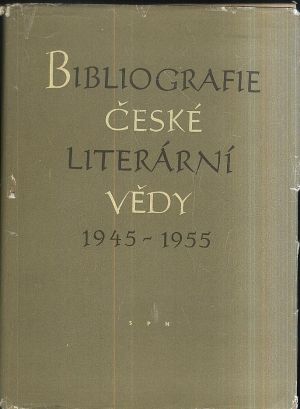 BIBLIOGRAFIE
ČESKÉ
LITERÁRNÍ
VĚDY
1945-1955
SPN